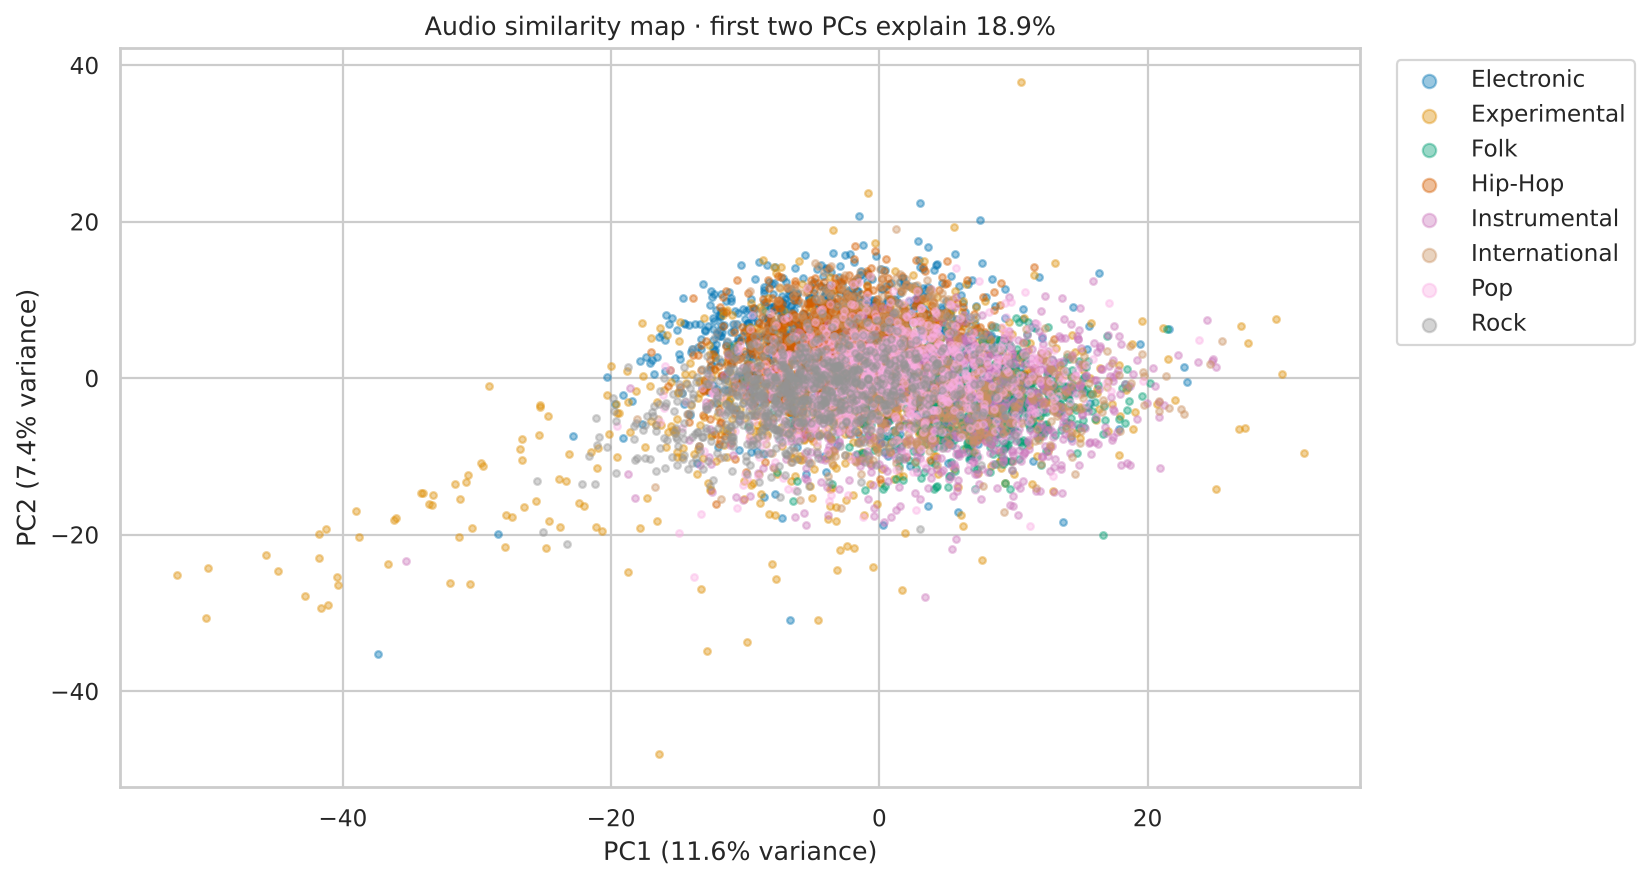 Audio similarity map · first two PCs explain 18.9%
40
20
0
−20
−40
PC2 (7.4% variance)
−40
−20
0
20
PC1 (11.6% variance)
Electronic
Experimental
Folk
Hip-Hop
Instrumental
International
Pop
Rock